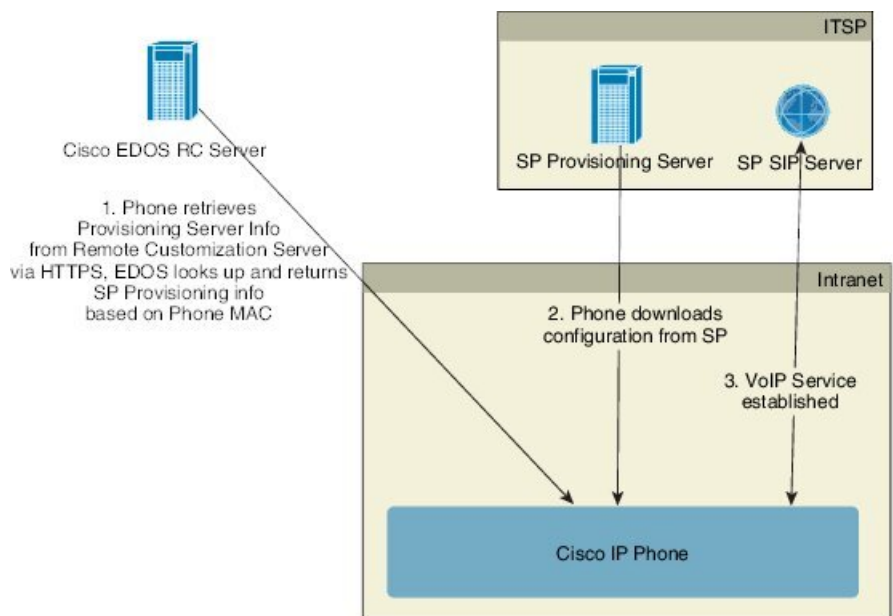 ITSP
Cisco EDOS RC Server
SP Provisioning Server
SP SIP Server
1. Phone retrieves
Provisioning Server Info
from Remote Customization Server
via HTTPS, EDOS looks up and returns
SP Provisioning info
based on Phone MAC
Intranet
2. Phone downloads
configuration from SP
3. VoIP Service
established
Cisco IP Phone